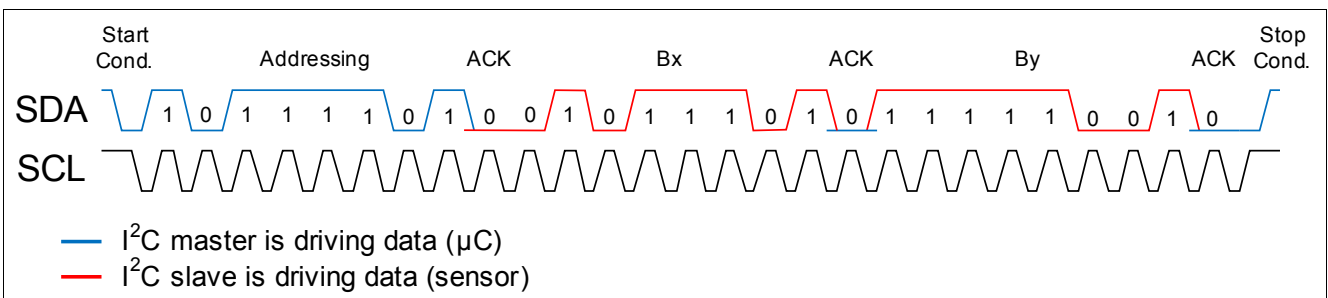 Start Cond. Addressing ACK Bx ACK By ACK Stop Cond.
SDA 1 0 1 1 1 1 0 1 0 0 1 0 1 1 1 0 1 0 1 1 1 1 1 0 0 1 0
SCL
I²C master is driving data (µC)
I²C slave is driving data (sensor)